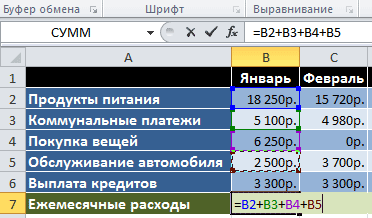 Буфер обмена Шрифт Выравнивание
СУММ fx =B2+B3+B4+B5
A B C
1 Январь Февраль
2 Продукты питания 18 250р. 15 720р.
3 Коммунальные платежи 5 100р. 4 980р.
4 Покупка вещей 6 250р. 0р.
5 Обслуживание автомобиля 2 500р. 3 700р.
6 Выплата кредитов 3 300р. 3 300р.
7 Ежемесячные расходы =B2+B3+B4+B5